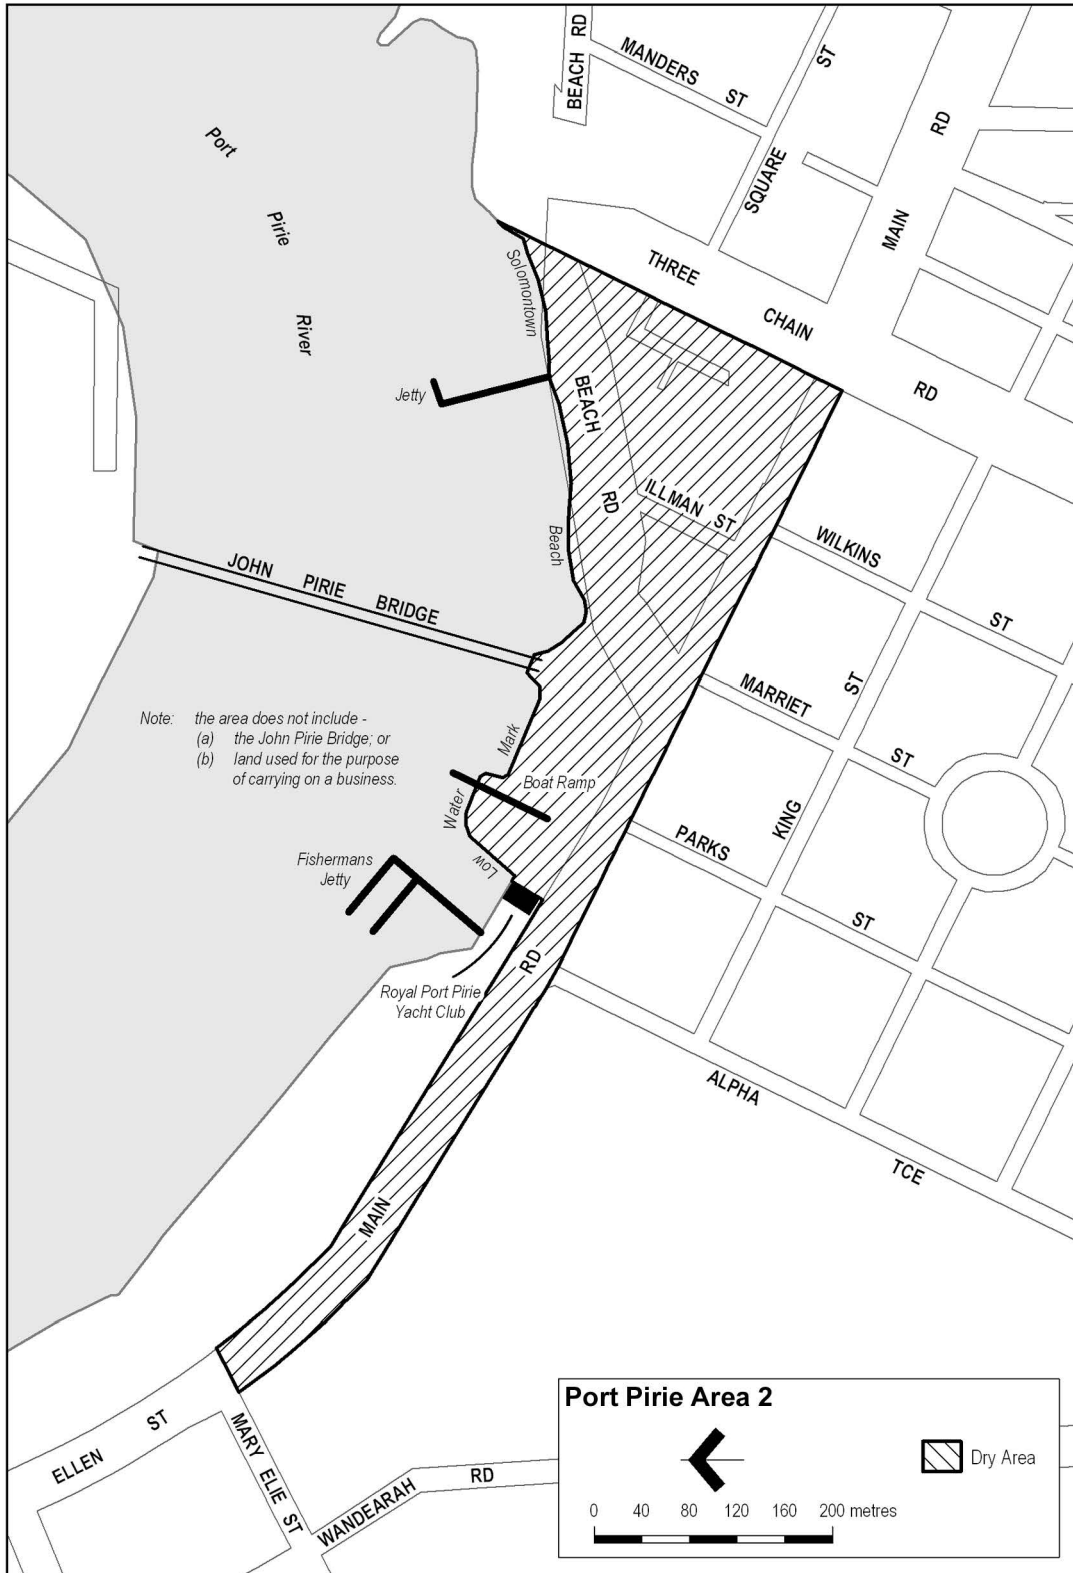 BEACH RD
MANDERS ST
SQUARE ST
MAIN RD
Port Pirie River
THREE CHAIN RD
Solomontown Beach
Jetty
BEACH RD
ILLMAN ST
WILKINS ST
JOHN PIRIE BRIDGE
MARRIET ST
KING ST
Note: the area does not include -
(a) the John Pirie Bridge; or
(b) land used for the purpose
of carrying on a business.
Low Water Mark
Boat Ramp
PARKS ST
Fishermans
Jetty
Royal Port Pirie
Yacht Club
MAIN RD
ALPHA TCE
ELLEN ST
MARY ELIE ST
WANDEARAH RD
Port Pirie Area 2
Dry Area
0 40 80 120 160 200 metres